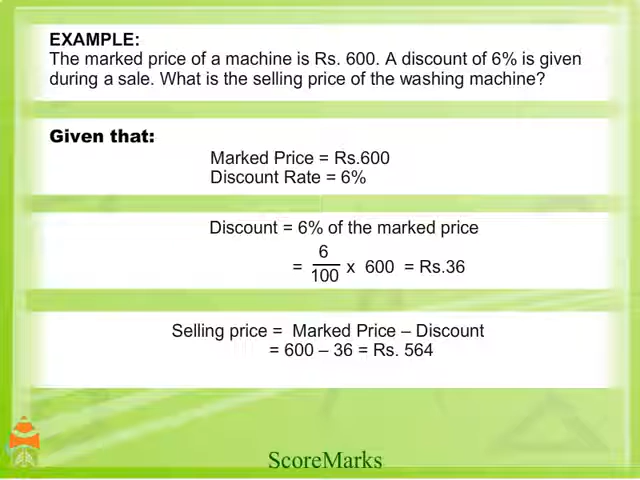 EXAMPLE:
The marked price of a machine is Rs. 600. A discount of 6% is given
during a sale. What is the selling price of the washing machine?
Given that:
Marked Price = Rs.600
Discount Rate = 6%
Discount = 6% of the marked price
= 6/100 x 600 = Rs.36
Selling price = Marked Price – Discount
= 600 – 36 = Rs. 564
ScoreMarks